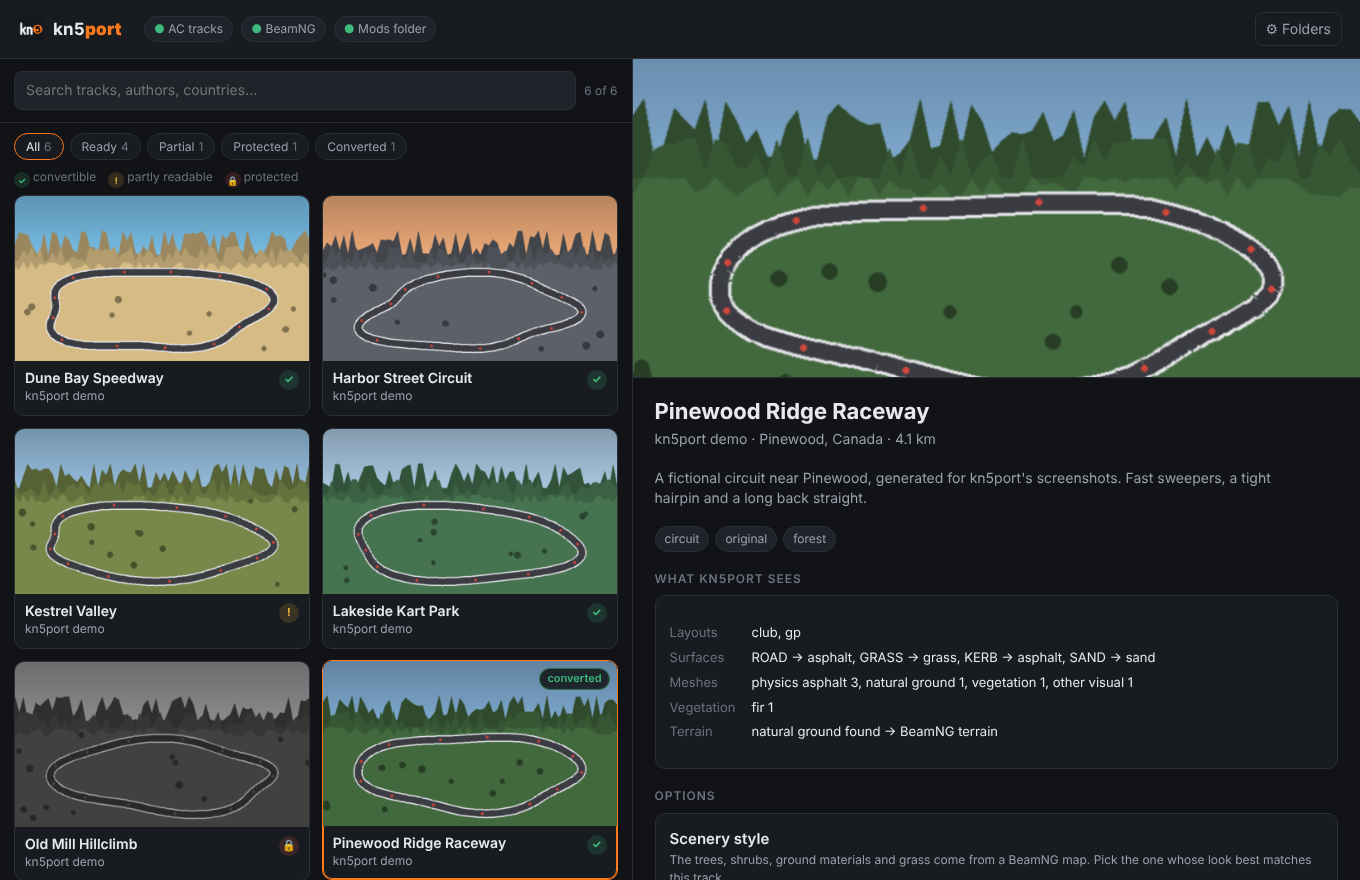 kn5 kn5port
AC tracks
BeamNG
Mods folder
⚙ Folders
Search tracks, authors, countries...
6 of 6
All 6
Ready 4
Partial 1
Protected 1
Converted 1
✓ convertible
! partly readable
🔒 protected
Dune Bay Speedway
kn5port demo
Harbor Street Circuit
kn5port demo
Kestrel Valley
kn5port demo
!
Lakeside Kart Park
kn5port demo
Old Mill Hillclimb
kn5port demo
converted
Pinewood Ridge Raceway
kn5port demo
Pinewood Ridge Raceway
kn5port demo · Pinewood, Canada · 4.1 km
A fictional circuit near Pinewood, generated for kn5port's screenshots. Fast sweepers, a tight
hairpin and a long back straight.
circuit
original
forest
WHAT KN5PORT SEES
Layouts club, gp
Surfaces ROAD → asphalt, GRASS → grass, KERB → asphalt, SAND → sand
Meshes physics asphalt 3, natural ground 1, vegetation 1, other visual 1
Vegetation fir 1
Terrain natural ground found → BeamNG terrain
OPTIONS
Scenery style
The trees, shrubs, ground materials and grass come from a BeamNG map. Pick the one whose look best matches
this track